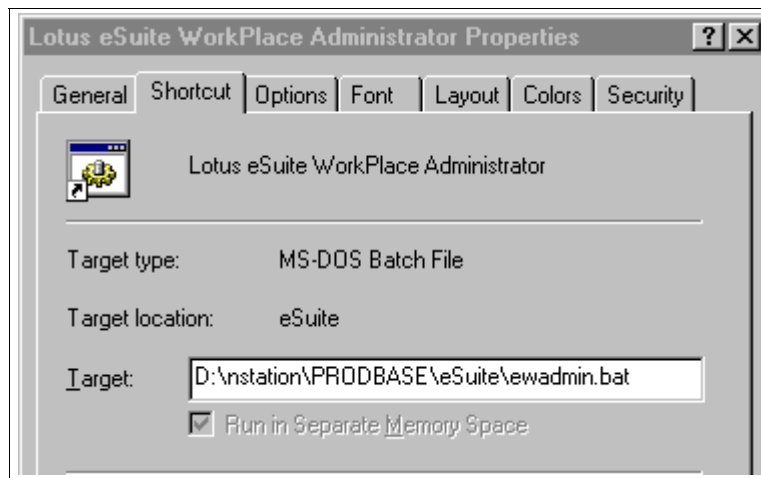 Lotus eSuite WorkPlace Administrator Properties
General Shortcut Options Font Layout Colors Security
Lotus eSuite WorkPlace Administrator
Target type: MS-DOS Batch File
Target location: eSuite
Target: D:\nstation\PRODBASE\eSuite\ewadmin.bat
Run in Separate Memory Space